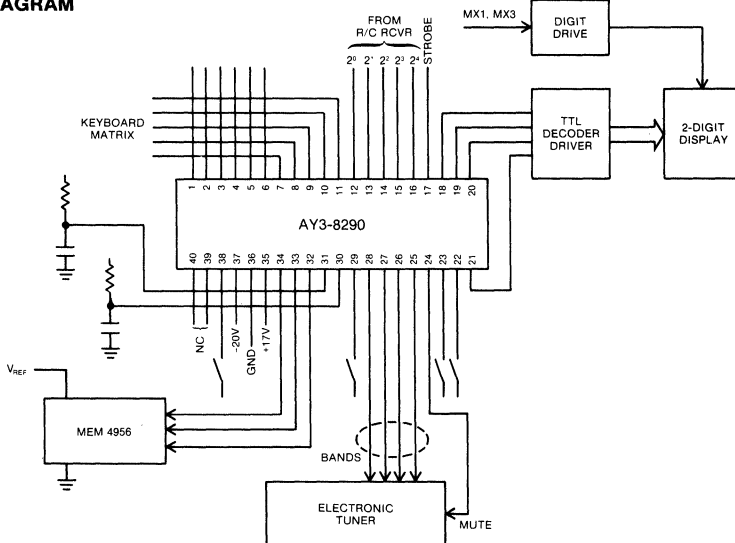 AGRAM
FROM
R/C RCVR
2⁰ 2¹ 2² 2³ 2⁴ STROBE
MX1, MX3
DIGIT
DRIVE
KEYBOARD
MATRIX
TTL
DECODER
DRIVER
2-DIGIT
DISPLAY
1 2 3 4 5 6 7 8 9 10 11 12 13 14 15 16 17 18 19 20
AY3-8290
40 39 38 37 36 35 34 33 32 31 30 29 28 27 26 25 24 23 22 21
NC { -20V GND +17V
VREF
MEM 4956
BANDS
ELECTRONIC
TUNER
MUTE